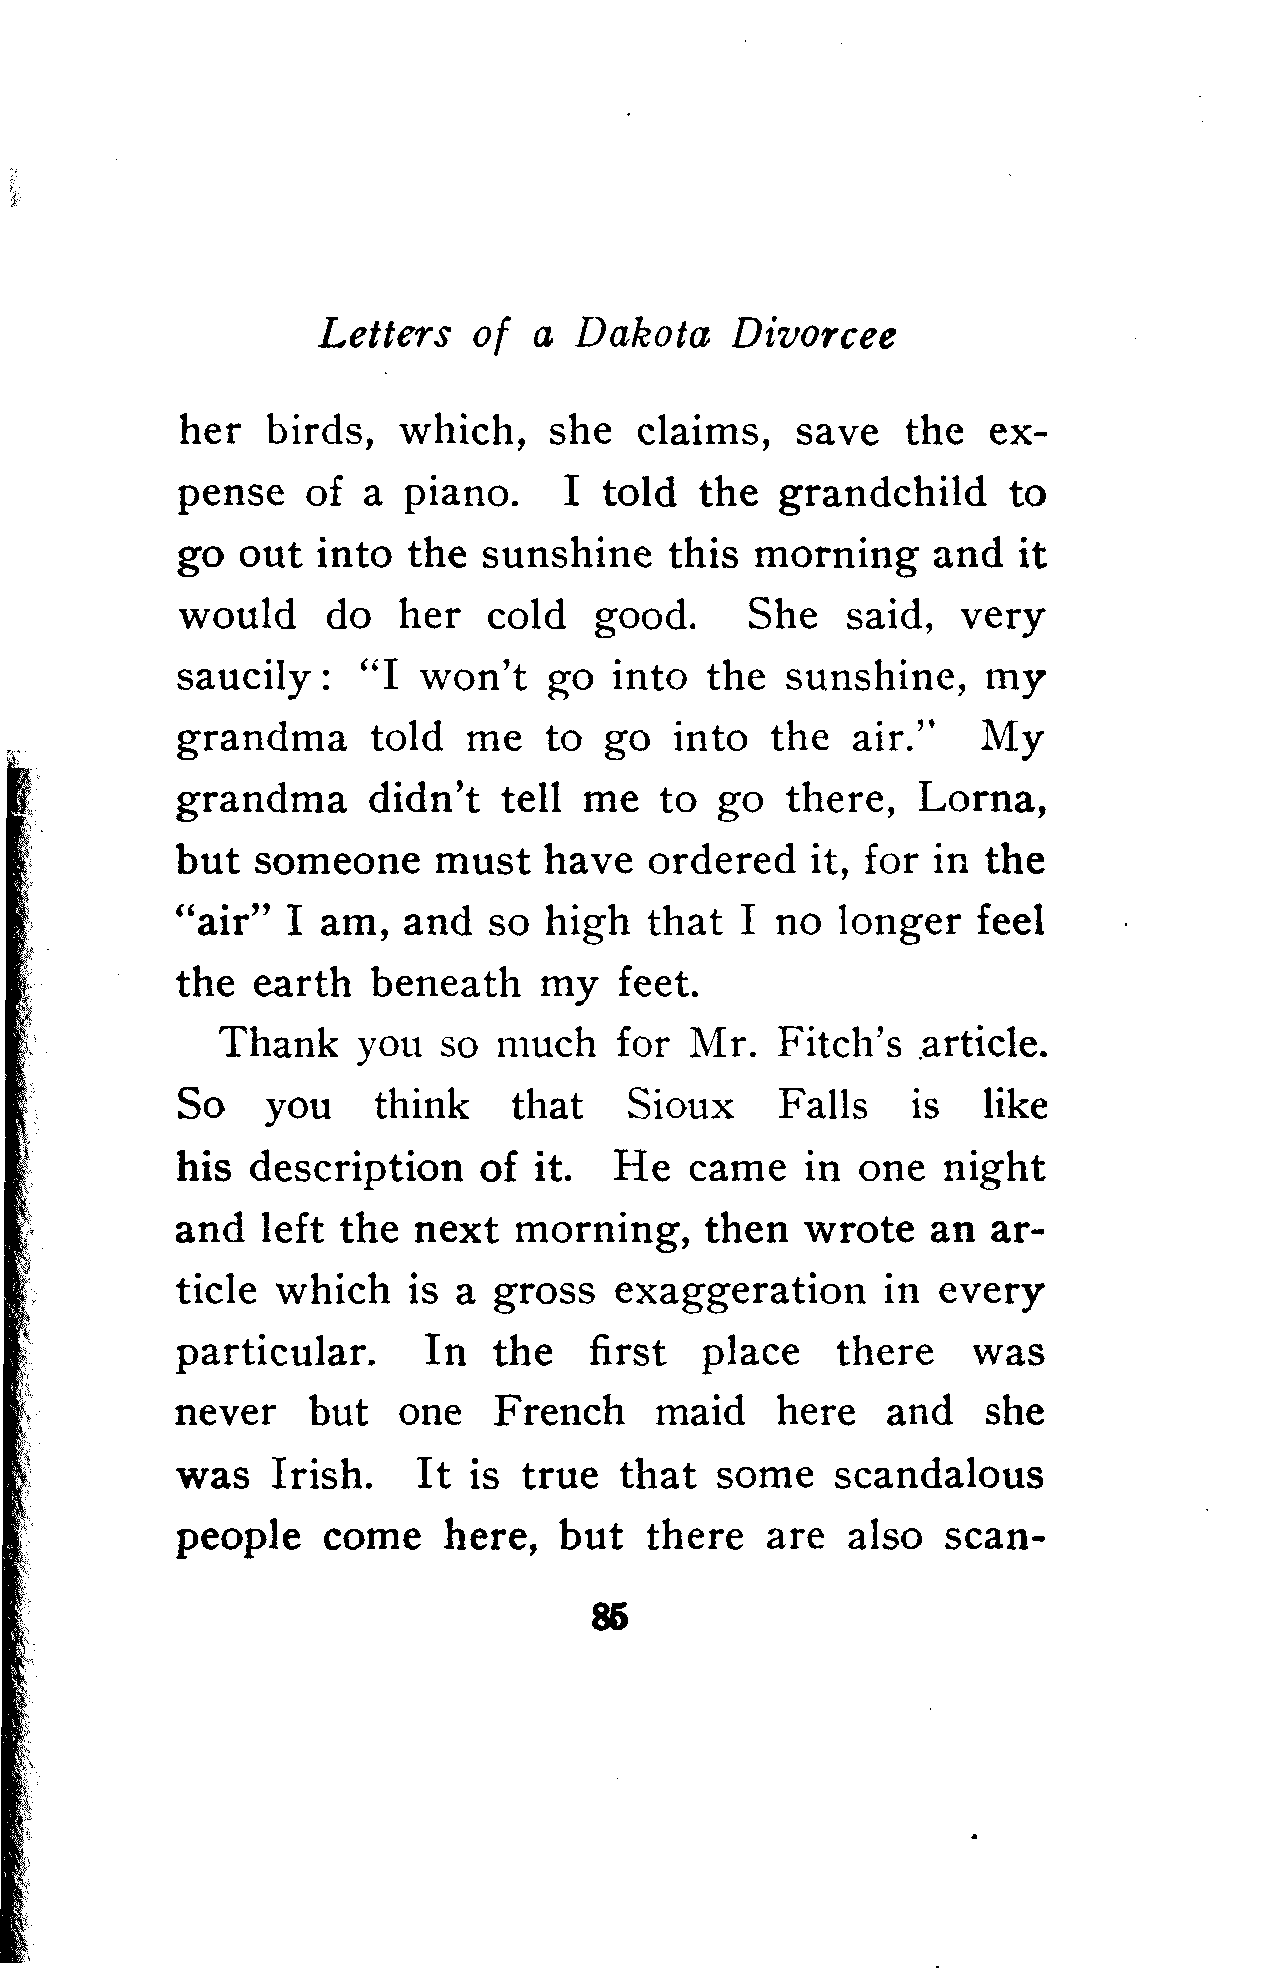 Letters of a Dakota Divorcee
her birds, which, she claims, save the ex-
pense of a piano. I told the grandchild to
go out into the sunshine this morning and it
would do her cold good. She said, very
saucily: "I won't go into the sunshine, my
grandma told me to go into the air." My
grandma didn't tell me to go there, Lorna,
but someone must have ordered it, for in the
"air" I am, and so high that I no longer feel
the earth beneath my feet.
Thank you so much for Mr. Fitch's article.
So you think that Sioux Falls is like
his description of it. He came in one night
and left the next morning, then wrote an ar-
ticle which is a gross exaggeration in every
particular. In the first place there was
never but one French maid here and she
was Irish. It is true that some scandalous
people come here, but there are also scan-
85